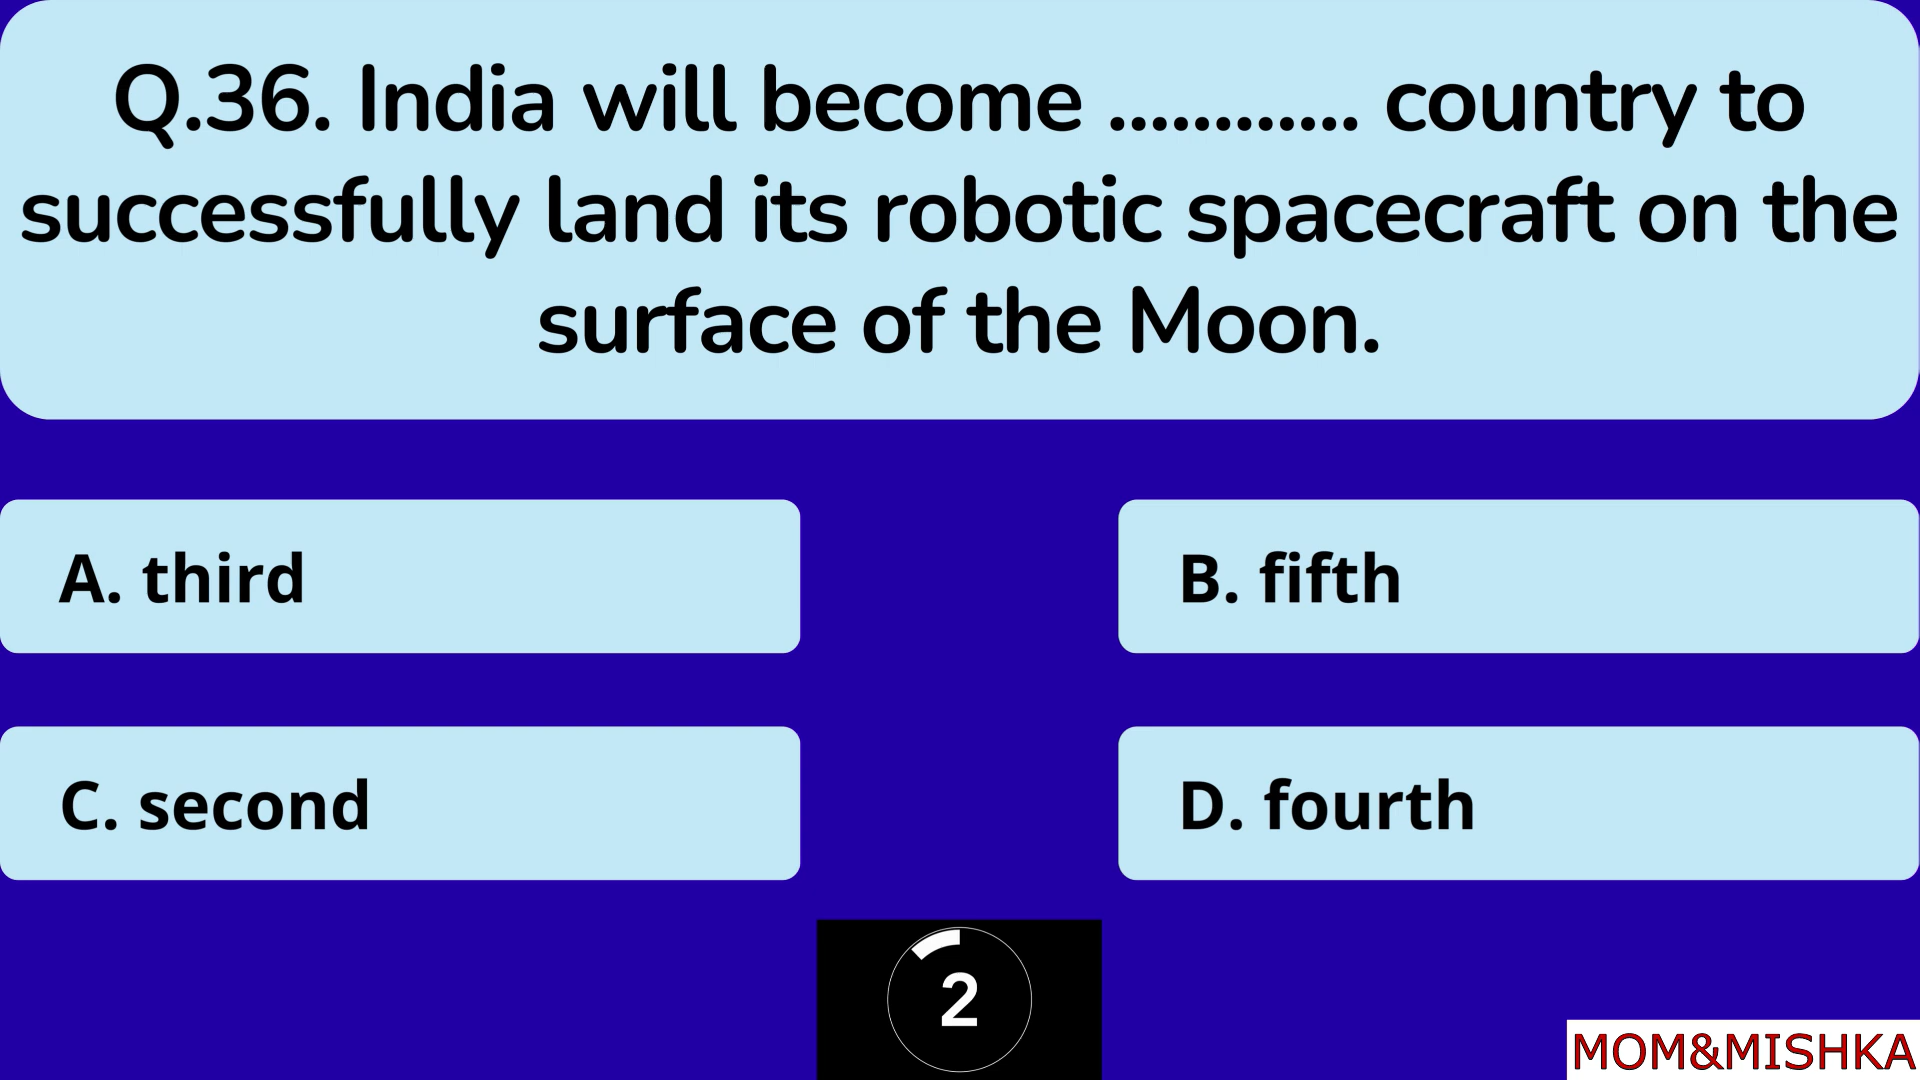 Q.36. India will become ............ country to
successfully land its robotic spacecraft on the
surface of the Moon.
A. third
B. fifth
C. second
D. fourth
2
MOM&MISHKA